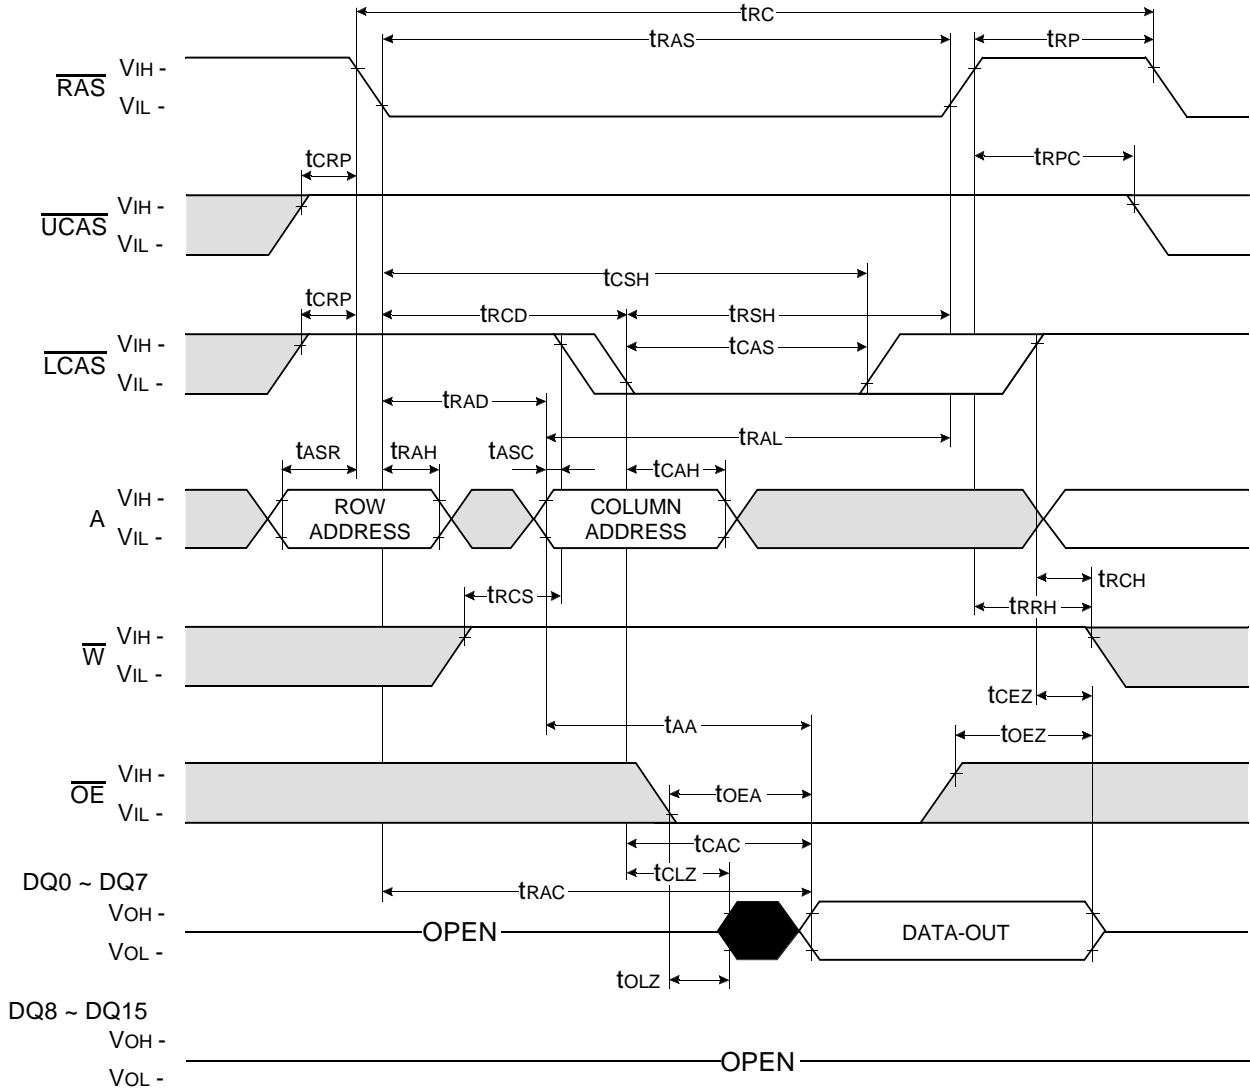 tRC
tRAS
tRP
RAS
VIH -
VIL -
tCRP
tRPC
UCAS
VIH -
VIL -
tCSH
tCRP
tRCD
tRSH
LCAS
VIH -
VIL -
tCAS
tRAD
tRAL
tASR
tRAH
tASC
tCAH
A
VIH -
VIL -
ROW
ADDRESS
COLUMN
ADDRESS
tRCS
tRCH
tRRH
W
VIH -
VIL -
tCEZ
tAA
tOEZ
OE
VIH -
VIL -
tOEA
tCAC
tCLZ
tRAC
DQ0 ~ DQ7
VOH -
VOL -
OPEN
DATA-OUT
tOLZ
DQ8 ~ DQ15
VOH -
VOL -
OPEN